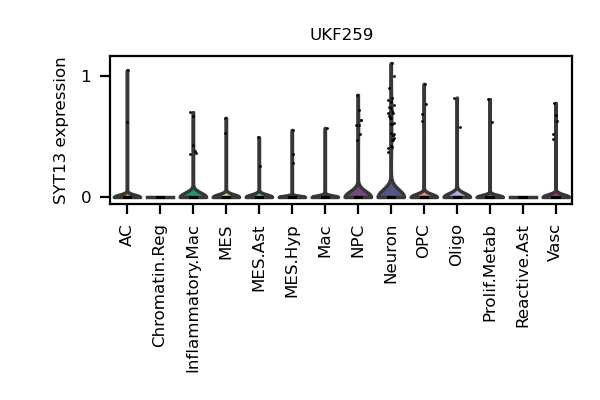 UKF259
SYT13 expression
1
0
AC
Chromatin.Reg
Inflammatory.Mac
MES
MES.Ast
MES.Hyp
Mac
NPC
Neuron
OPC
Oligo
Prolif.Metab
Reactive.Ast
Vasc